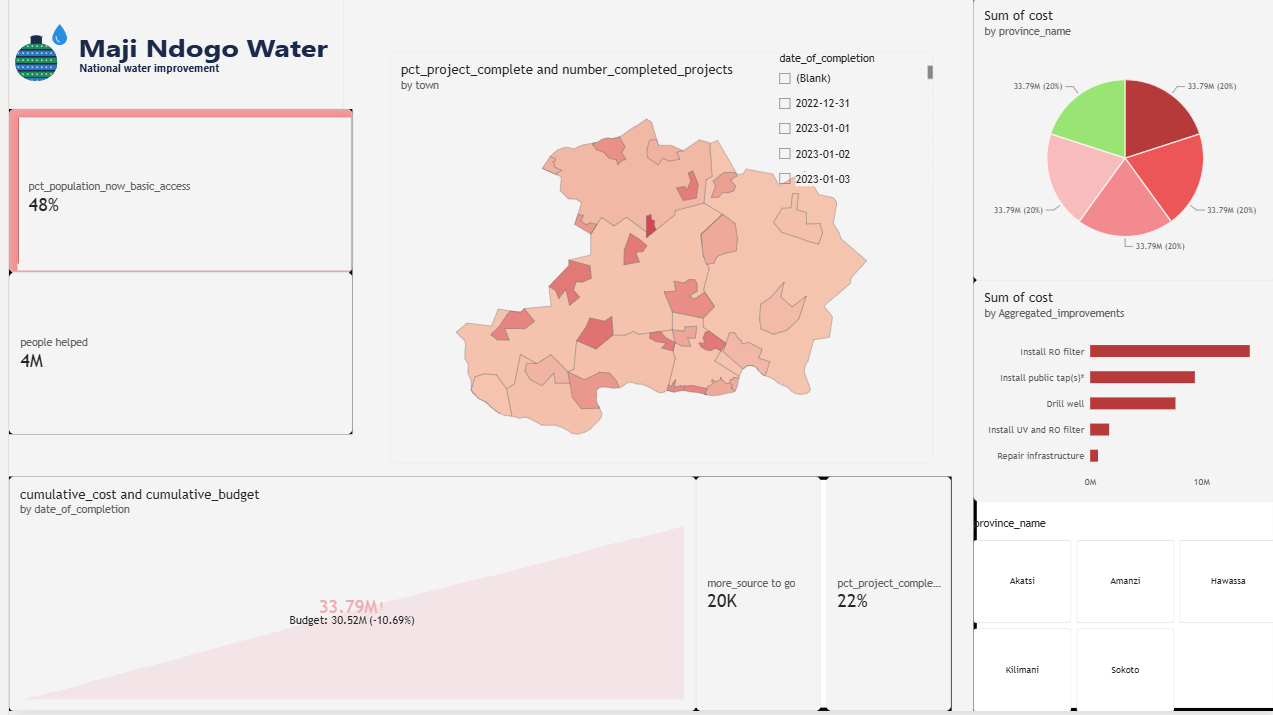 Maji Ndogo Water
National water improvement
pct_population_now_basic_access
48%
people helped
4M
pct_project_complete and number_completed_projects
by town
date_of_completion
(Blank)
2022-12-31
2023-01-01
2023-01-02
2023-01-03
cumulative_cost and cumulative_budget
by date_of_completion
33.79M!
Budget: 30.52M (-10.69%)
more_source to go
20K
pct_project_comple...
22%
Sum of cost
by province_name
33.79M (20%)
33.79M (20%)
33.79M (20%)
33.79M (20%)
33.79M (20%)
Sum of cost
by Aggregated_improvements
Install RO filter
Install public tap(s)*
Drill well
Install UV and RO filter
Repair infrastructure
0M
10M
province_name
Akatsi
Amanzi
Hawassa
Kilimani
Sokoto